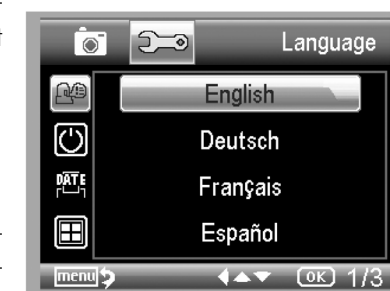 Language
English
Deutsch
DATE
Français
Español
menu OK 1/3